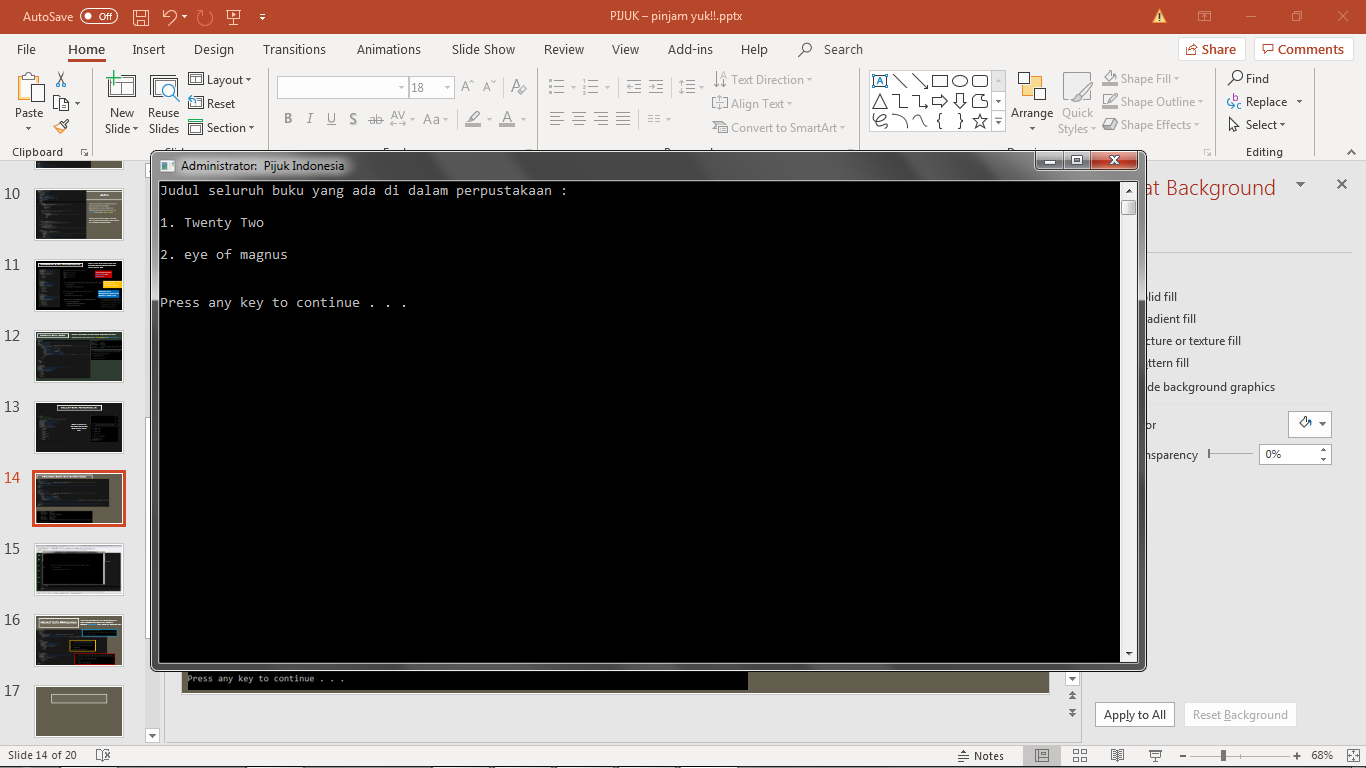 AutoSave Off PIJUK – pinjam yuk!!.pptx
File Home Insert Design Transitions Animations Slide Show Review View Add-ins Help Search Share Comments
Paste
Clipboard
New Slide
Reuse Slides
Layout
Reset
Section
18
B I U S ab AV Aa A
Text Direction
Align Text
Convert to SmartArt
Arrange
Quick Styles
Shape Fill
Shape Outline
Shape Effects
Find
Replace
Select
Editing
Administrator: Pijuk Indonesia
Judul seluruh buku yang ada di dalam perpustakaan :
1. Twenty Two
2. eye of magnus
Press any key to continue . . .
10
11
12
13
14
15
16
17
at Background
lid fill
adient fill
cture or texture fill
ttern fill
de background graphics
or
nsparency 0%
Press any key to continue . . .
Apply to All Reset Background
Slide 14 of 20 Notes 68%